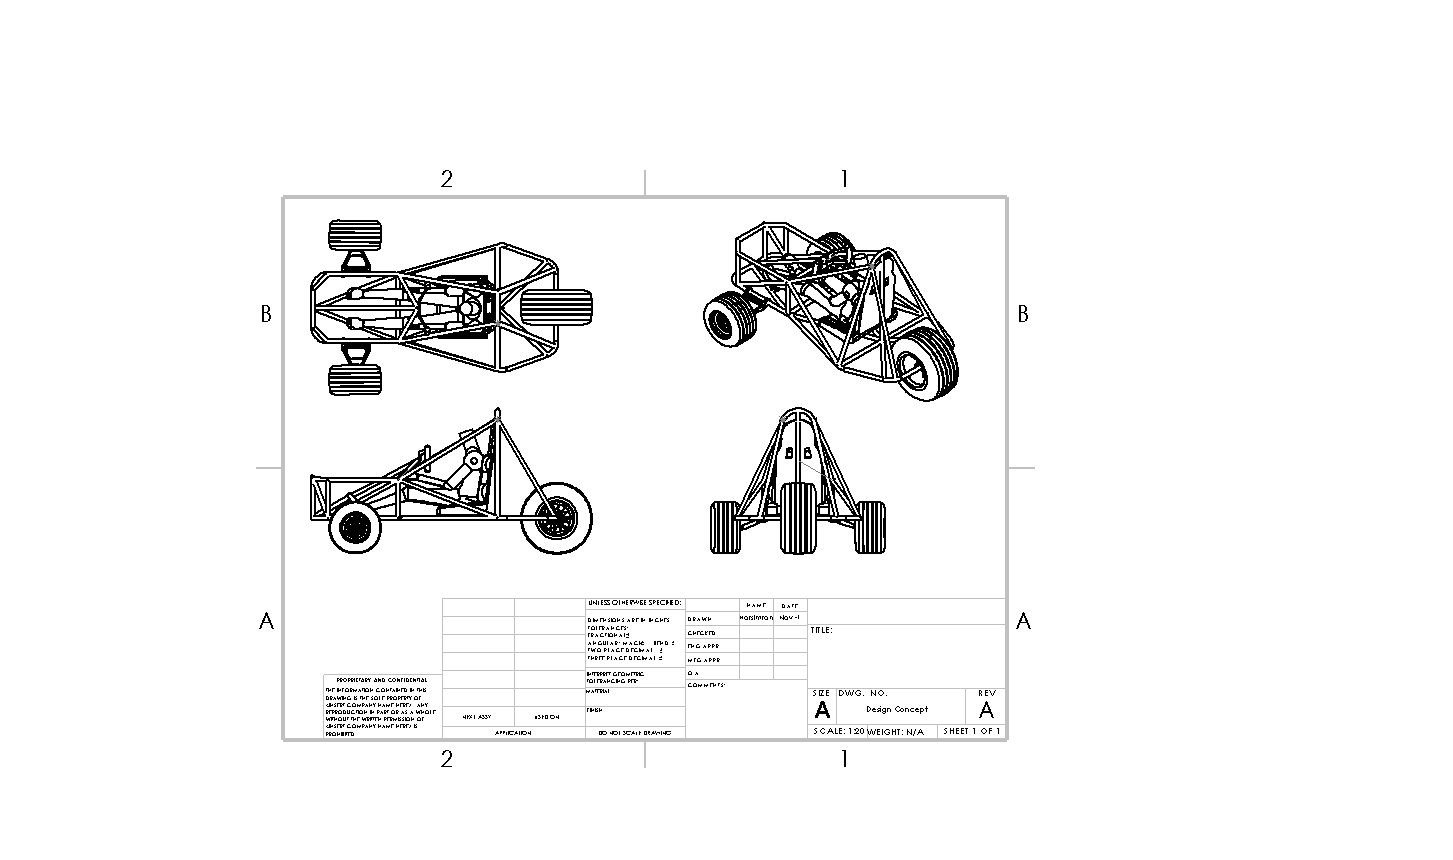 2
1
B
B
A
A
UNLESS OTHERWISE SPECIFIED:
DIMENSIONS ARE IN INCHES
TOLERANCES:
FRACTIONAL ±
ANGULAR: MACH ± BEND ±
TWO PLACE DECIMAL ±
THREE PLACE DECIMAL ±
INTERPRET GEOMETRIC
TOLERANCING PER:
MATERIAL
FINISH
DO NOT SCALE DRAWING
NAME
DATE
DRAWN
CHECKED
ENG APPR.
MFG APPR.
Q.A.
COMMENTS:
PROPRIETARY AND CONFIDENTIAL
THE INFORMATION CONTAINED IN THIS
DRAWING IS THE SOLE PROPERTY OF
<INSERT COMPANY NAME HERE>. ANY
REPRODUCTION IN PART OR AS A WHOLE
WITHOUT THE WRITTEN PERMISSION OF
<INSERT COMPANY NAME HERE> IS
PROHIBITED.
NEXT ASSY
USED ON
APPLICATION
TITLE:
SIZE
A
DWG. NO.
Design Concept
REV
A
SCALE: 1:20
WEIGHT: N/A
SHEET 1 OF 1
2
1